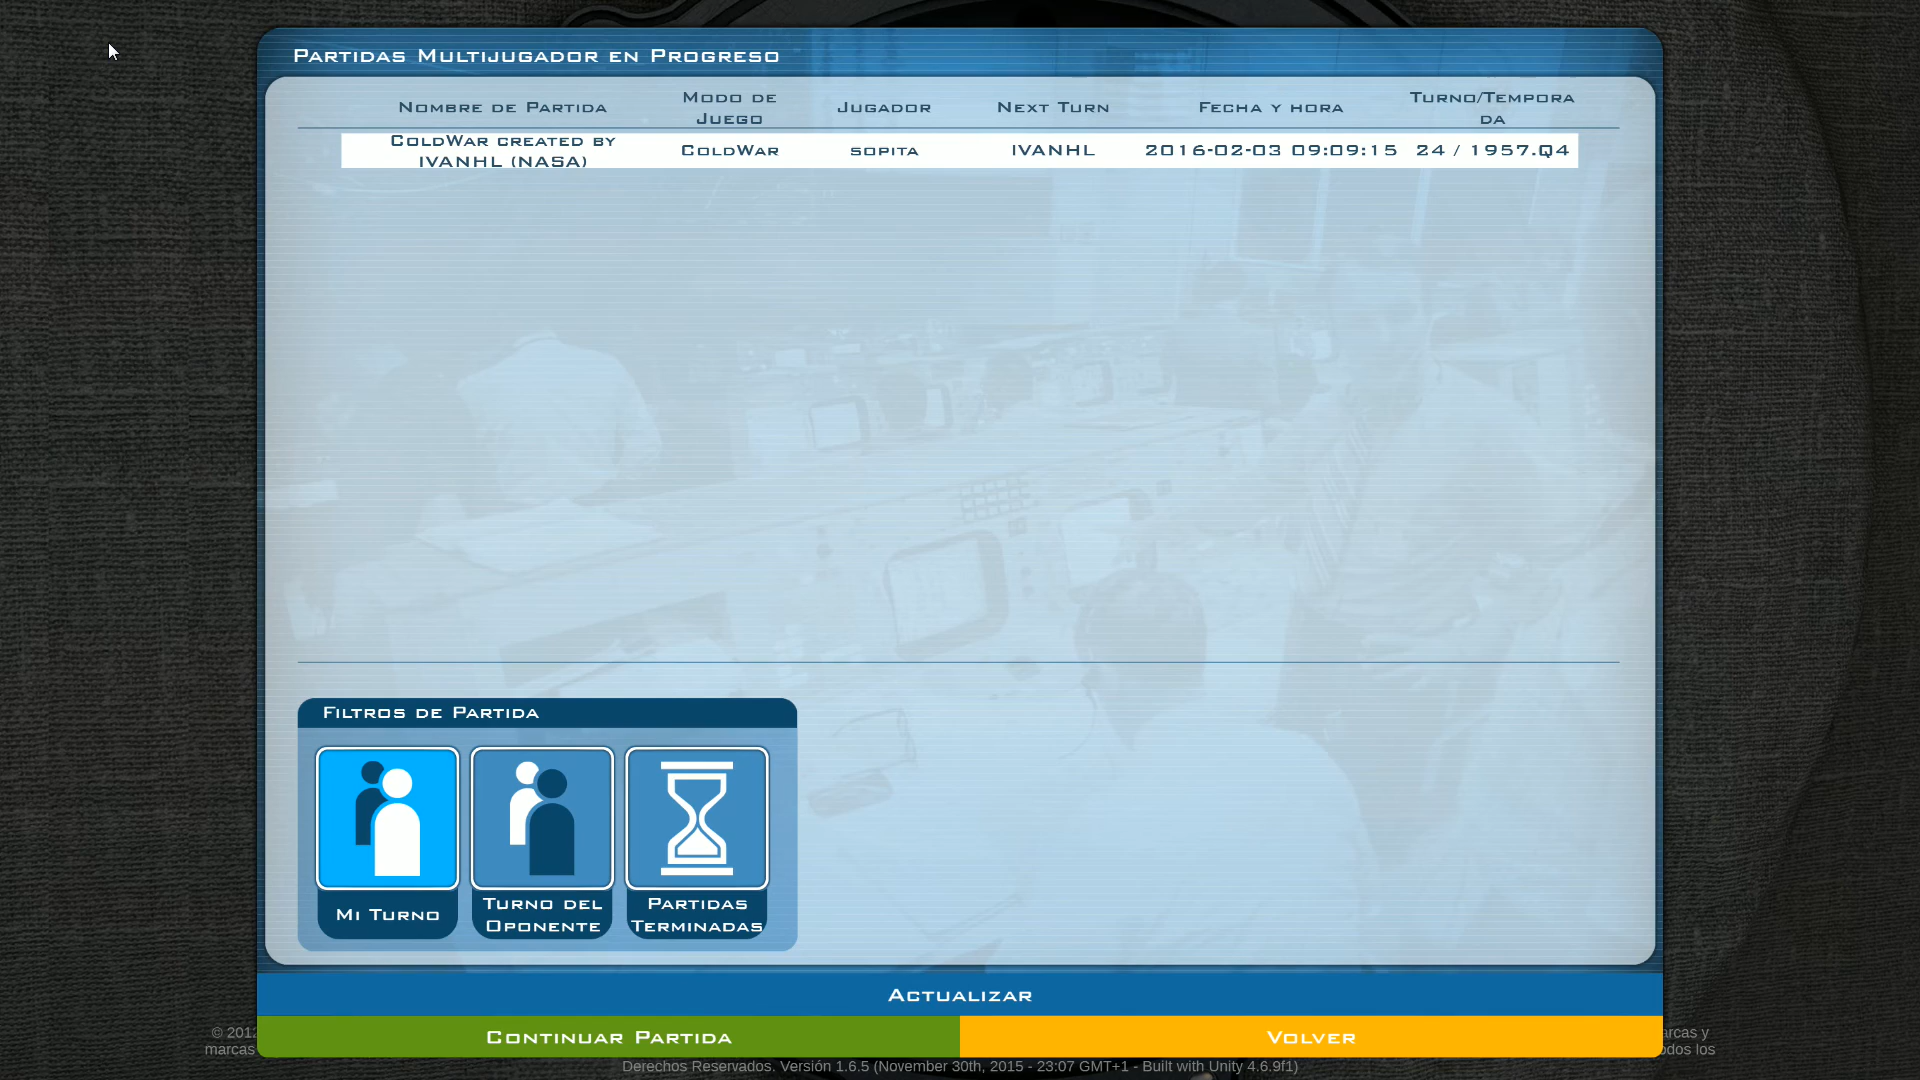 Partidas Multijugador en Progreso
Nombre de Partida
Modo de
Juego
Jugador
Next Turn
Fecha y hora
Turno/Tempora
da
ColdWar created by
IVANHL (NASA)
ColdWar
sopita
IVANHL
2016-02-03 09:09:15
24 / 1957.Q4
Filtros de Partida
Mi Turno
Turno del
Oponente
Partidas
Terminadas
Actualizar
Continuar Partida
Volver
© 2012
arcas y
marcas
odos los
Derechos Reservados. Versión 1.6.5 (November 30th, 2015 - 23:07 GMT+1 - Built with Unity 4.6.9f1)